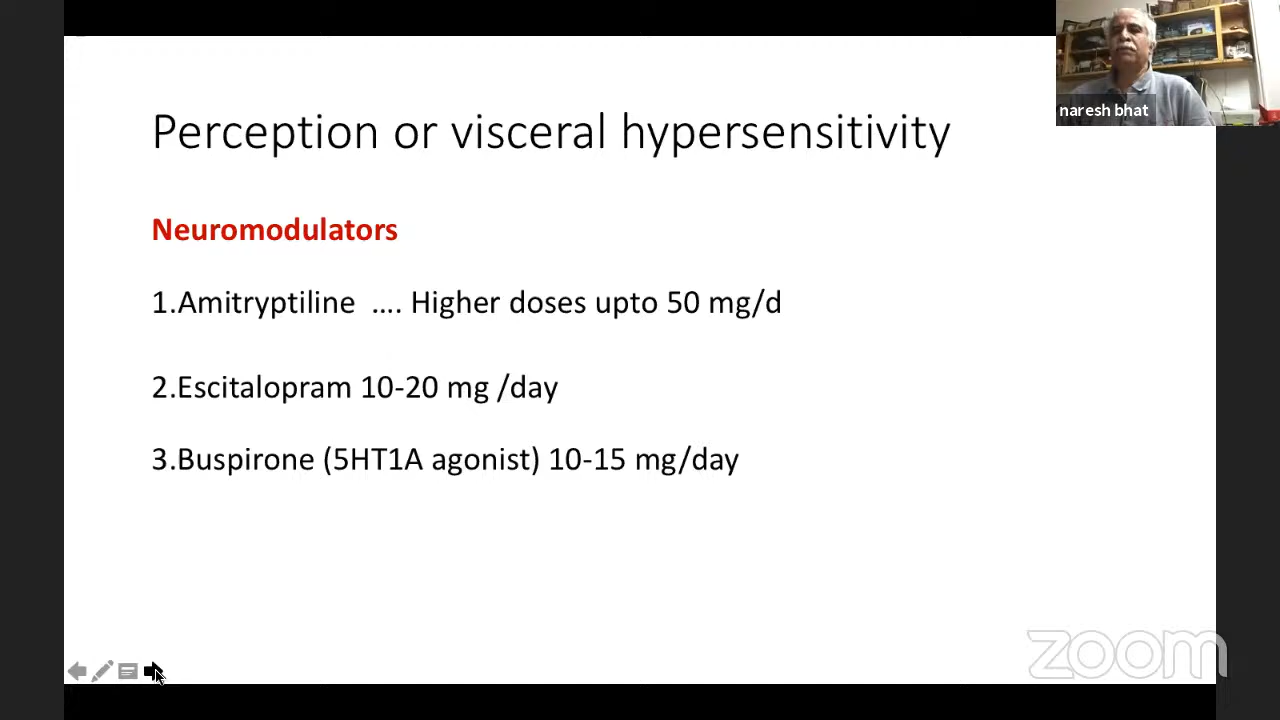 Perception or visceral hypersensitivity
naresh bhat
Neuromodulators
1.Amitryptiline .... Higher doses upto 50 mg/d
2.Escitalopram 10-20 mg /day
3.Buspirone (5HT1A agonist) 10-15 mg/day
zoom